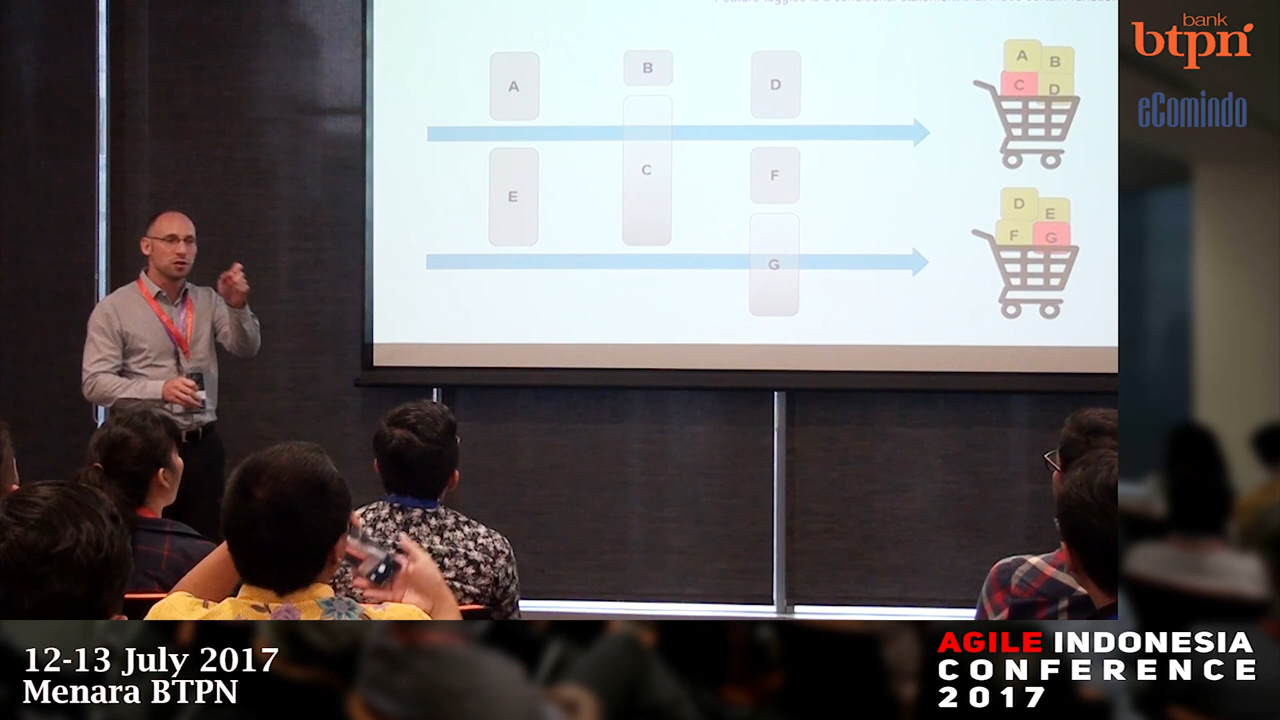 A
B
D
E
C
F
G
A
B
C
D
D
E
F
G
bank
btpn
eComindo
12-13 July 2017
Menara BTPN
AGILE INDONESIA
CONFERENCE
2017